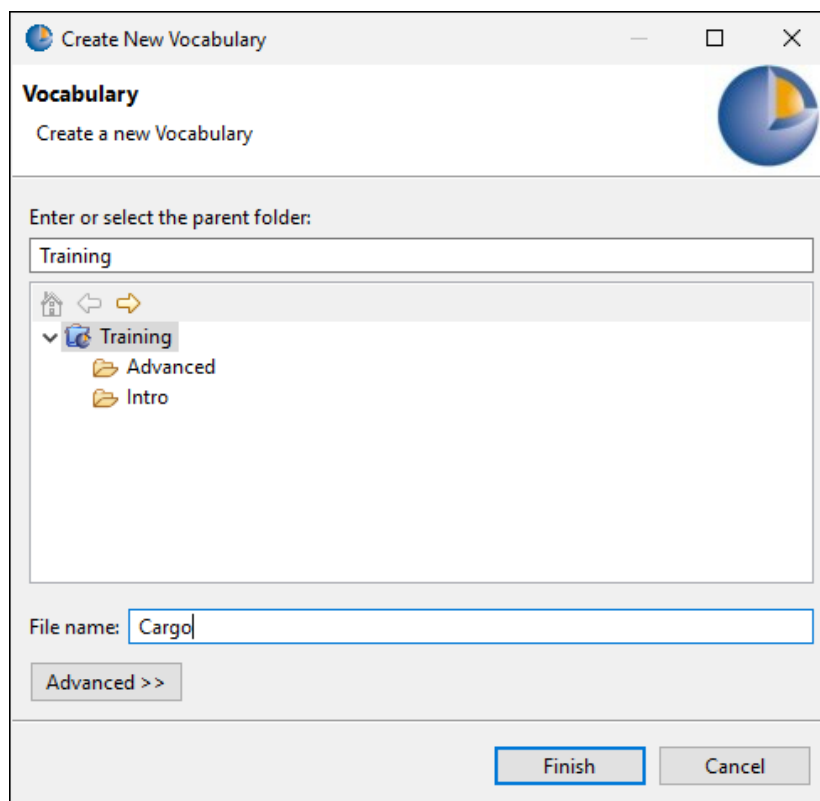 Create New Vocabulary
Vocabulary
Create a new Vocabulary
Enter or select the parent folder:
Training
Training
Advanced
Intro
File name: Cargo
Advanced >>
Finish Cancel